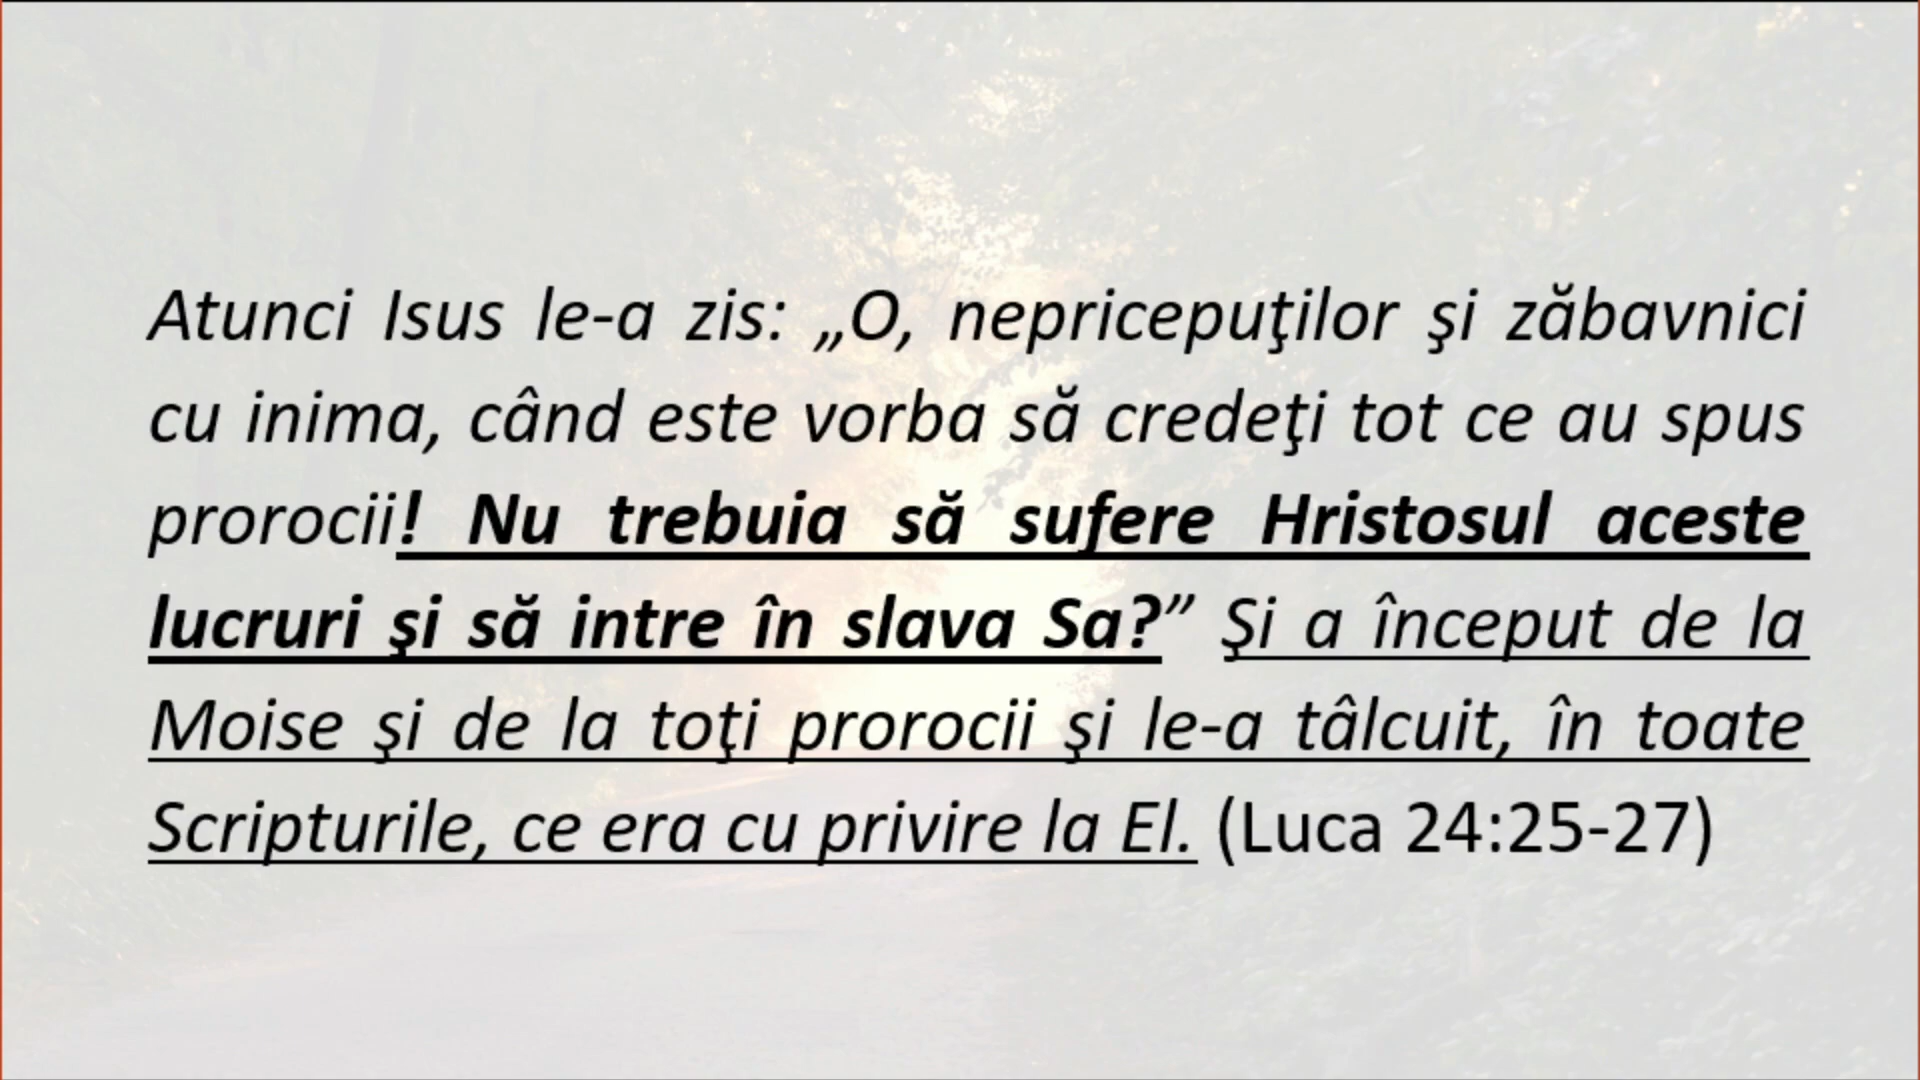 Atunci Isus le-a zis: „O, nepricepuţilor şi zăbavnici
cu inima, când este vorba să credeţi tot ce au spus
prorocii! Nu trebuia să sufere Hristosul aceste
lucruri şi să intre în slava Sa?” Şi a început de la
Moise şi de la toţi prorocii şi le-a tâlcuit, în toate
Scripturile, ce era cu privire la El. (Luca 24:25-27)